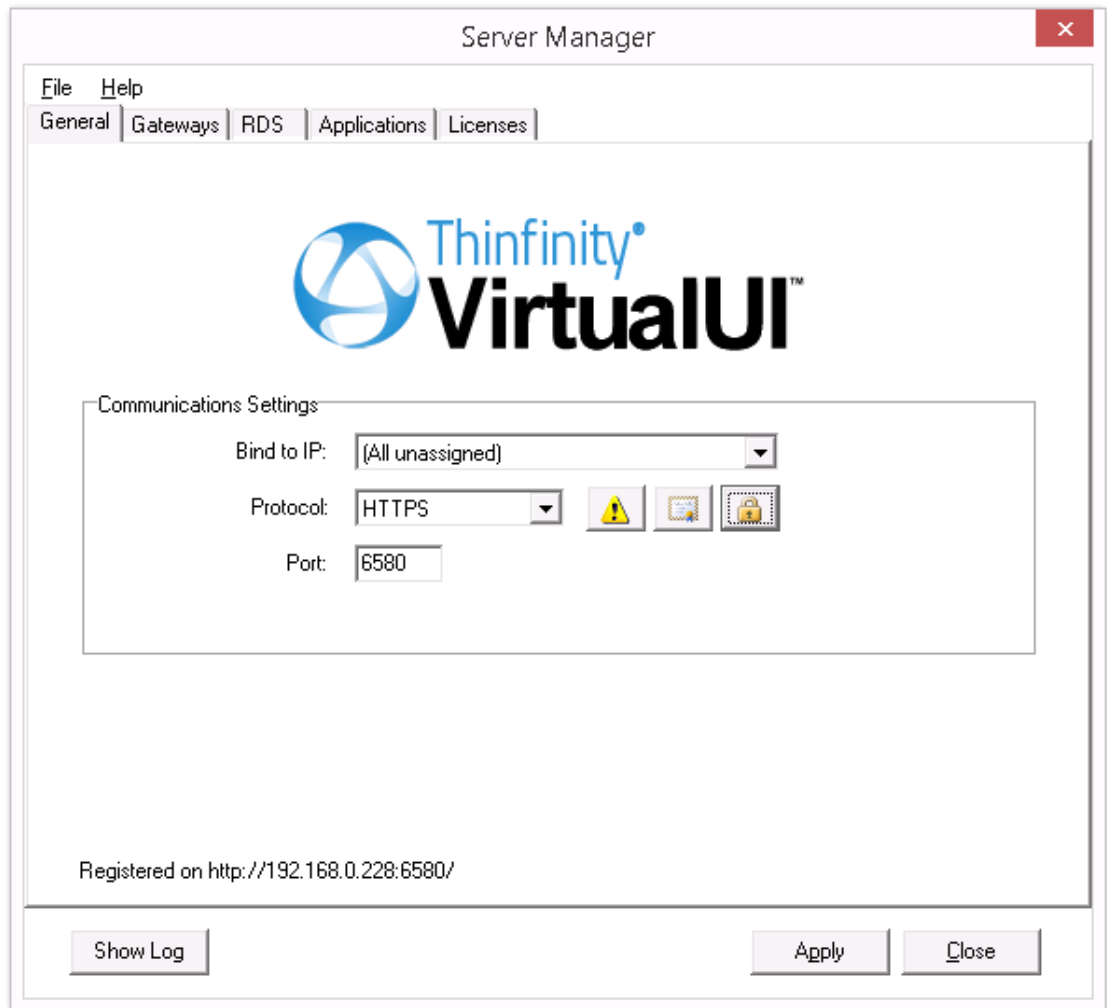 Server Manager
File Help
General Gateways RDS Applications Licenses
Thinfinity®
VirtualUI™
Communications Settings
Bind to IP: (All unassigned)
Protocol: HTTPS
Port: 6580
Registered on http://192.168.0.228:6580/
Show Log Apply Close